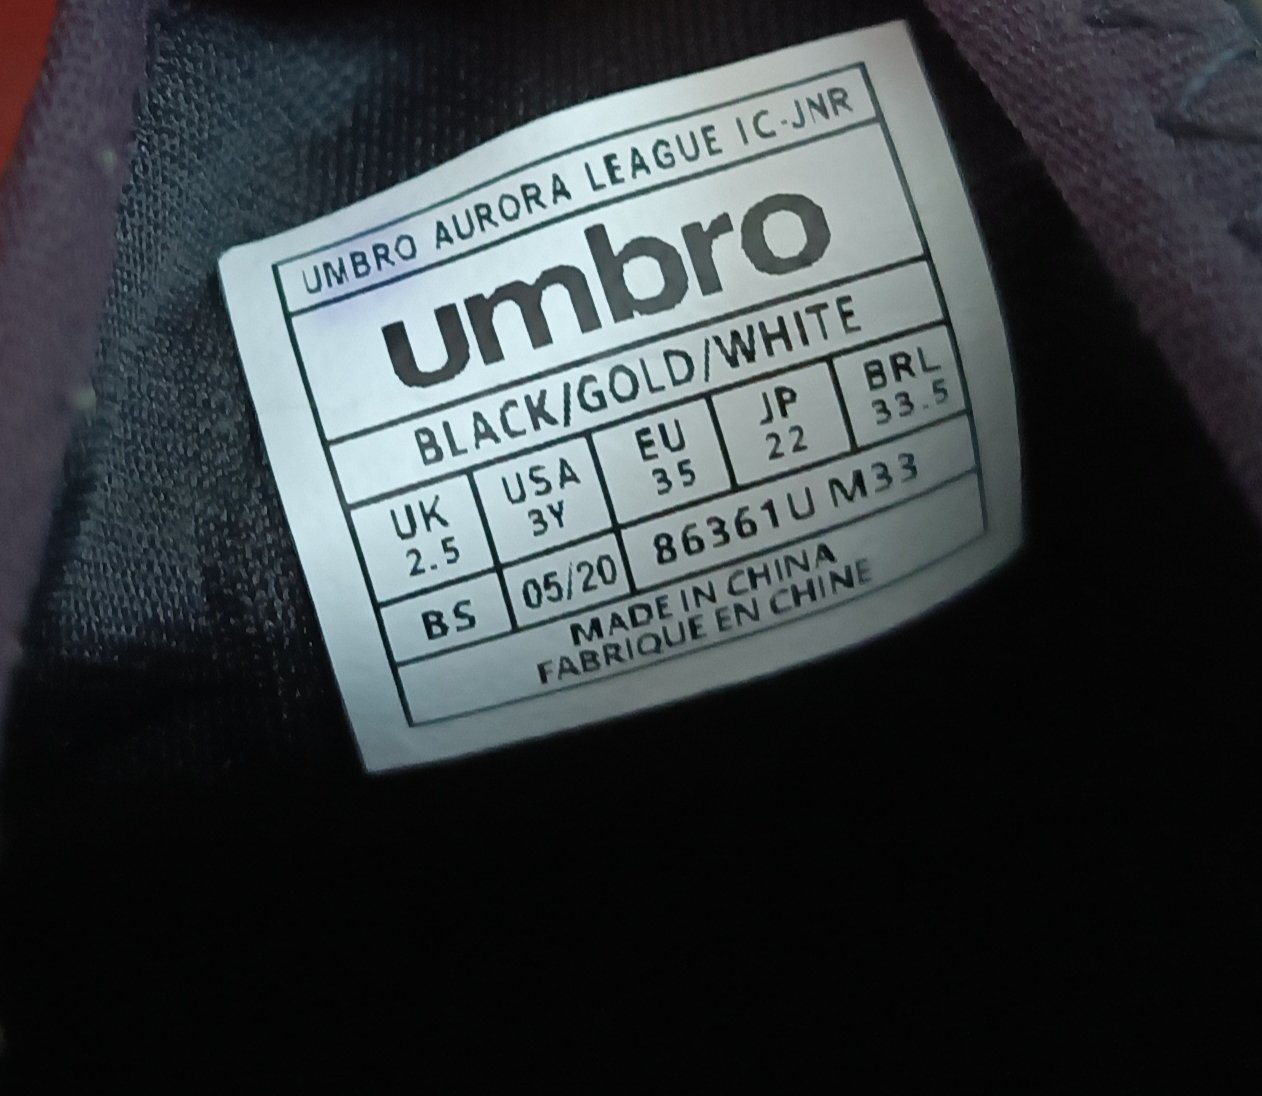 UMBRO AURORA LEAGUE IC-JNR
umbro
BLACK/GOLD/WHITE
UK USA EU JP BRL
2.5 3Y 35 22 33.5
BS 05/20 86361U M33
MADE IN CHINA
FABRIQUE EN CHINE